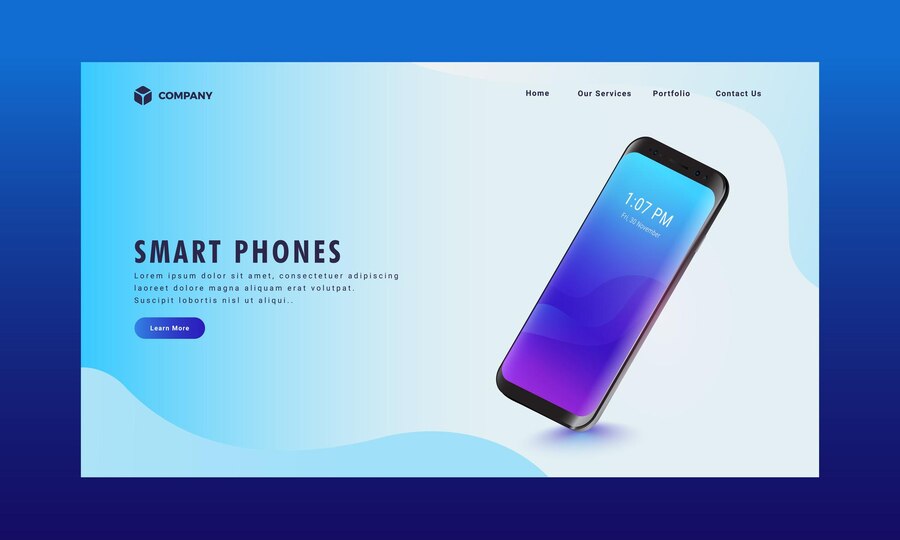 COMPANY
Home Our Services Portfolio Contact Us
1:07 PM
Fri, 30 November
SMART PHONES
Lorem ipsum dolor sit amet, consectetuer adipiscing
laoreet dolore magna aliquam erat volutpat.
Suscipit lobortis nisl ut aliqui..
Learn More